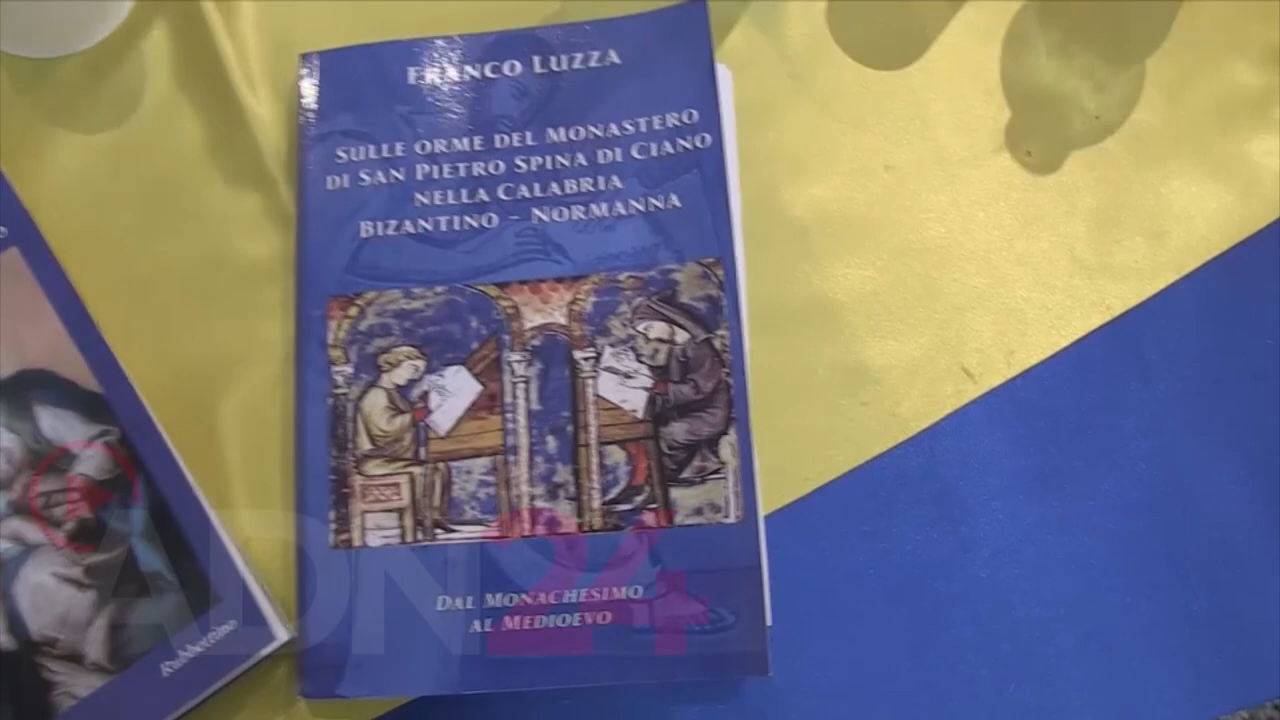 FRANCO LUZZA
SULLE ORME DEL MONASTERO
DI SAN PIETRO SPINA DI CIANO
NELLA CALABRIA
BIZANTINO - NORMANNA
DAL MONACHESIMO
AL MEDIOEVO
Rubbettino
ADN24